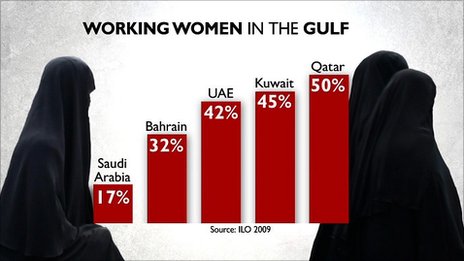 WORKING WOMEN IN THE GULF
Saudi
Arabia
17%
Bahrain
32%
UAE
42%
Kuwait
45%
Qatar
50%
Source: ILO 2009